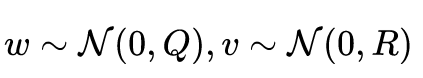 w ∼ 𝒩(0, Q), v ∼ 𝒩(0, R)